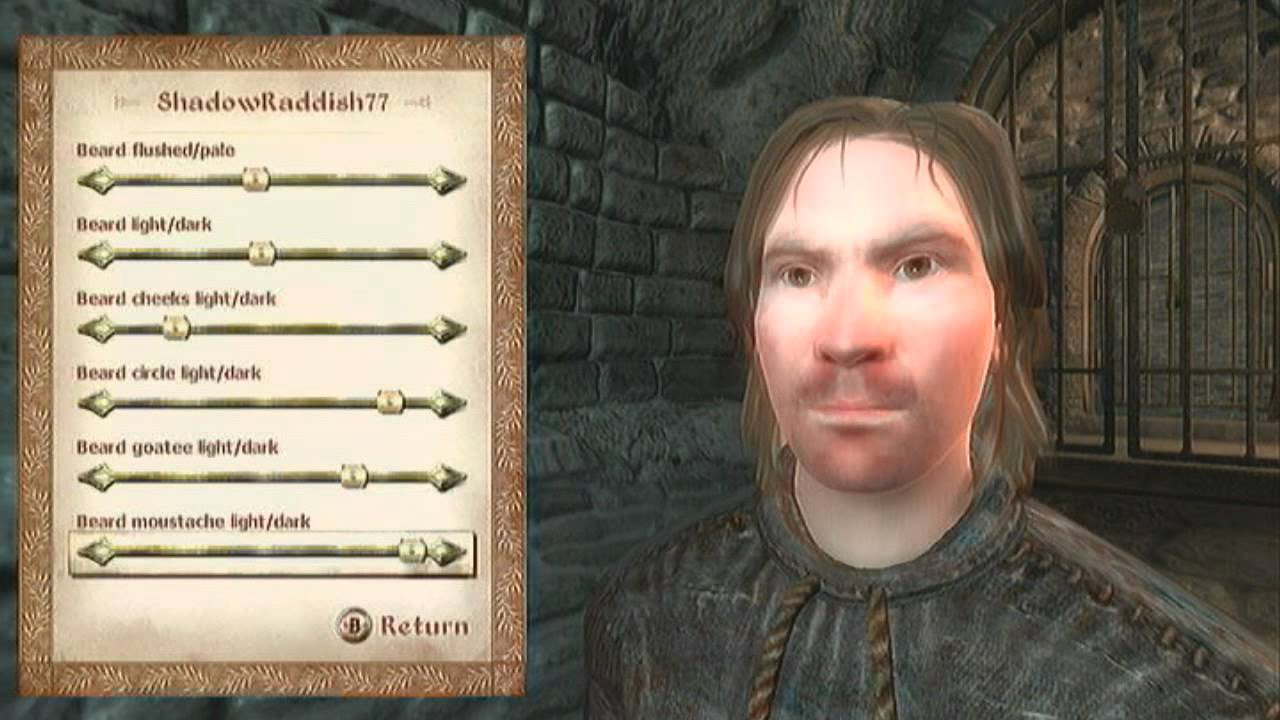 ShadowRaddish77
Beard flushed/pale
Beard light/dark
Beard cheeks light/dark
Beard circle light/dark
Beard goatee light/dark
Beard moustache light/dark
B Return